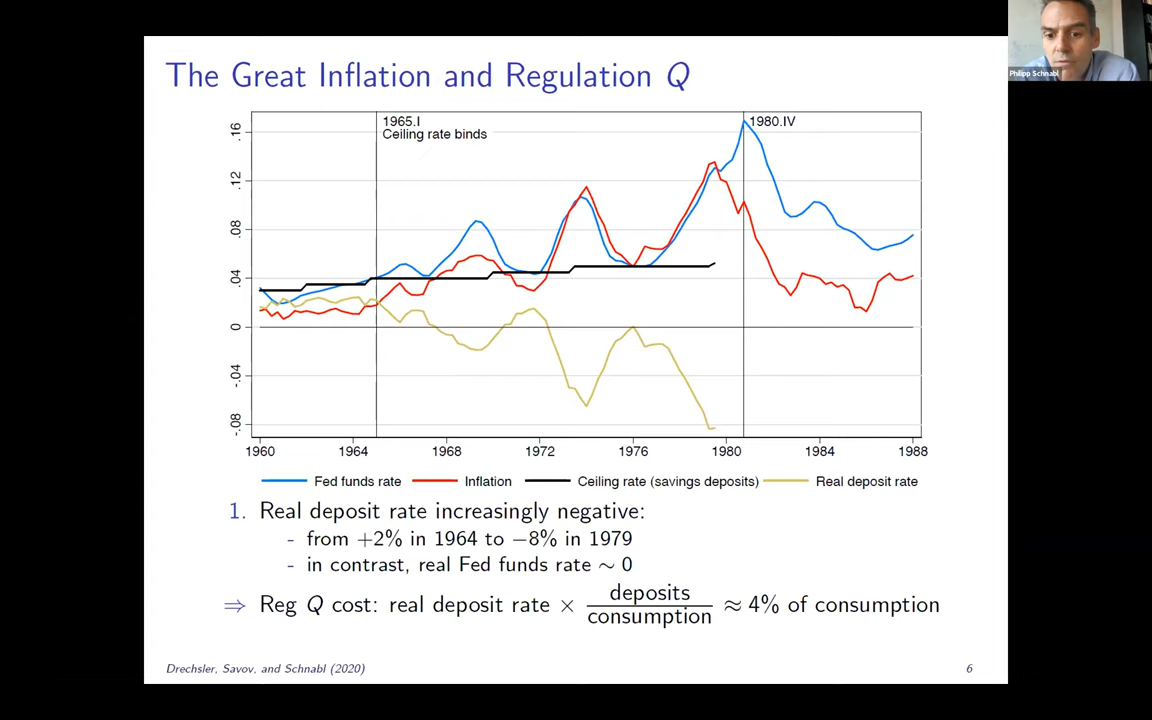 Philipp Schnabl
The Great Inflation and Regulation Q
1965.I
Ceiling rate binds
1980.IV
.16
.12
.08
.04
0
-.04
-.08
1960 1964 1968 1972 1976 1980 1984 1988
Fed funds rate Inflation Ceiling rate (savings deposits) Real deposit rate
1. Real deposit rate increasingly negative:
- from +2% in 1964 to −8% in 1979
- in contrast, real Fed funds rate ∼ 0
⇒ Reg Q cost: real deposit rate × deposits/consumption ≈ 4% of consumption
Drechsler, Savov, and Schnabl (2020) 6